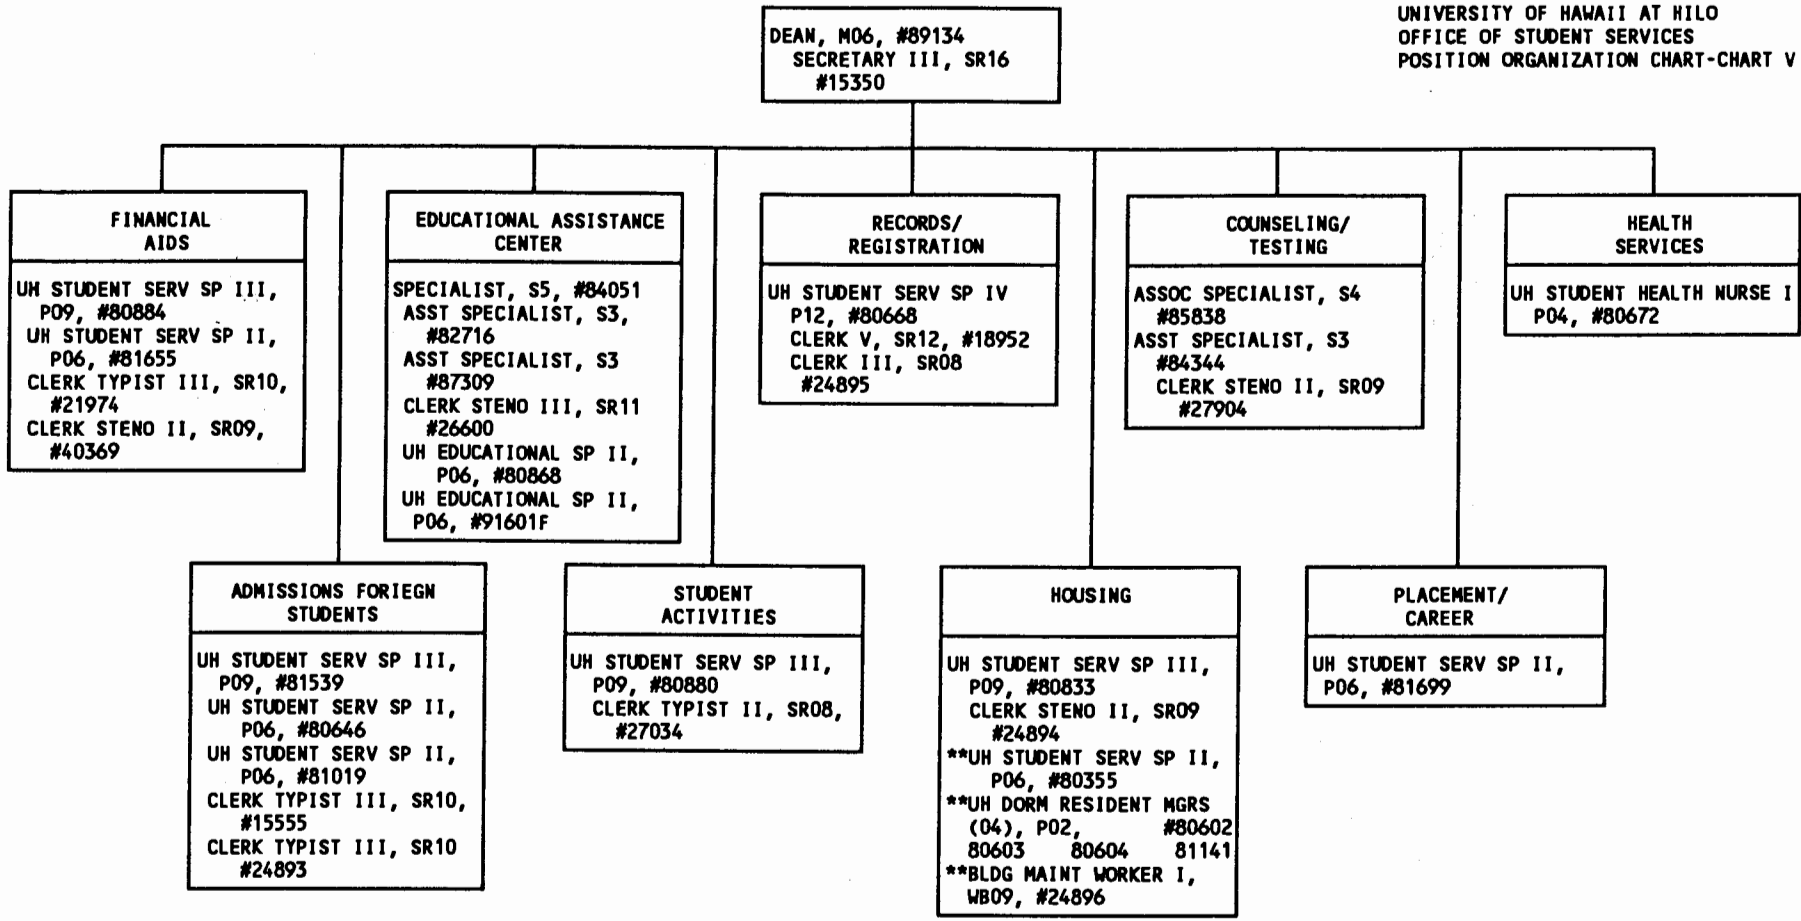 UNIVERSITY OF HAWAII AT HILO
OFFICE OF STUDENT SERVICES
POSITION ORGANIZATION CHART-CHART V
DEAN, M06, #89134
SECRETARY III, SR16
#15350
FINANCIAL
AIDS
UH STUDENT SERV SP III,
P09, #80884
UH STUDENT SERV SP II,
P06, #81655
CLERK TYPIST III, SR10,
#21974
CLERK STENO II, SR09,
#40369
EDUCATIONAL ASSISTANCE
CENTER
SPECIALIST, S5, #84051
ASST SPECIALIST, S3,
#82716
ASST SPECIALIST, S3
#87309
CLERK STENO III, SR11
#26600
UH EDUCATIONAL SP II,
P06, #80868
UH EDUCATIONAL SP II,
P06, #91601F
RECORDS/
REGISTRATION
UH STUDENT SERV SP IV
P12, #80668
CLERK V, SR12, #18952
CLERK III, SR08
#24895
COUNSELING/
TESTING
ASSOC SPECIALIST, S4
#85838
ASST SPECIALIST, S3
#84344
CLERK STENO II, SR09
#27904
HEALTH
SERVICES
UH STUDENT HEALTH NURSE I
P04, #80672
ADMISSIONS FORIEGN
STUDENTS
UH STUDENT SERV SP III,
P09, #81539
UH STUDENT SERV SP II,
P06, #80646
UH STUDENT SERV SP II,
P06, #81019
CLERK TYPIST III, SR10,
#15555
CLERK TYPIST III, SR10
#24893
STUDENT
ACTIVITIES
UH STUDENT SERV SP III,
P09, #80880
CLERK TYPIST II, SR08,
#27034
HOUSING
UH STUDENT SERV SP III,
P09, #80833
CLERK STENO II, SR09
#24894
**UH STUDENT SERV SP II,
P06, #80355
**UH DORM RESIDENT MGRS
(04), P02, #80602
80603 80604 81141
**BLDG MAINT WORKER I,
WB09, #24896
PLACEMENT/
CAREER
UH STUDENT SERV SP II,
P06, #81699